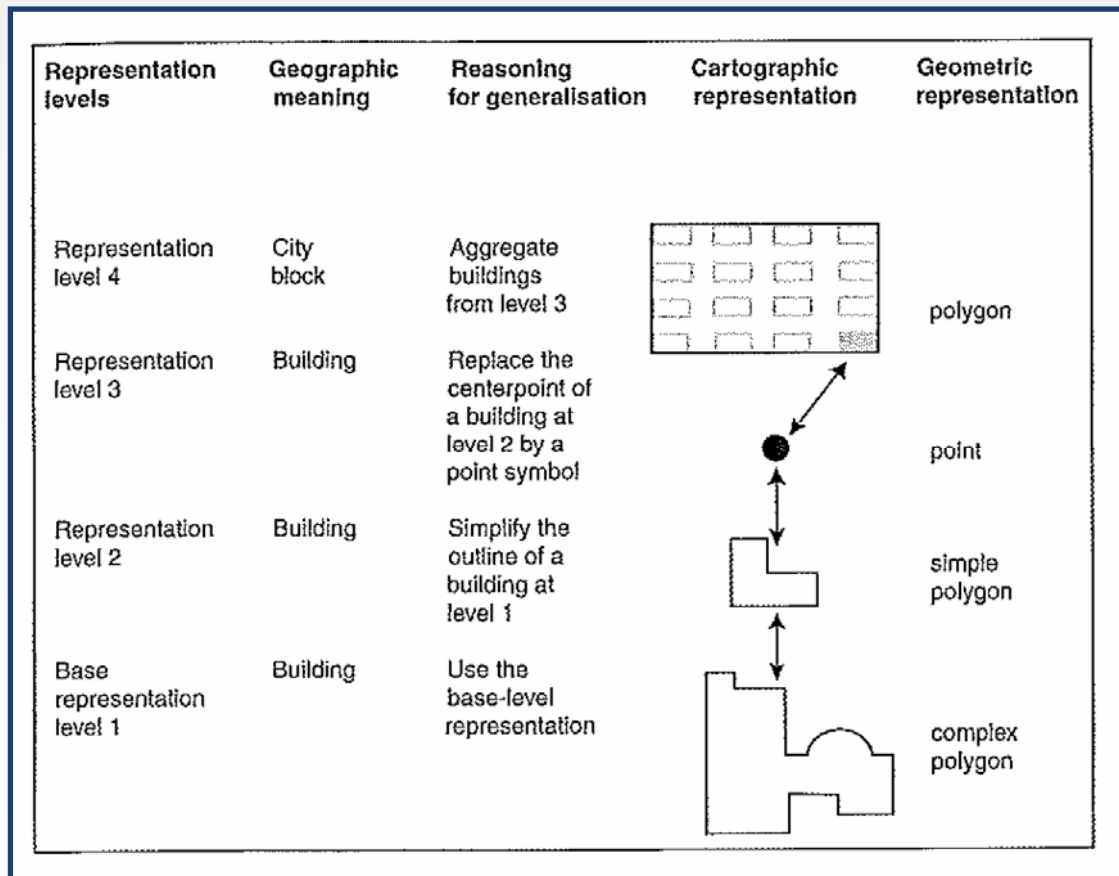 Representation levels
Geographic meaning
Reasoning for generalisation
Cartographic representation
Geometric representation
Representation level 4
City block
Aggregate buildings from level 3
polygon
Representation level 3
Building
Replace the centerpoint of a building at level 2 by a point symbol
point
Representation level 2
Building
Simplify the outline of a building at level 1
simple polygon
Base representation level 1
Building
Use the base-level representation
complex polygon